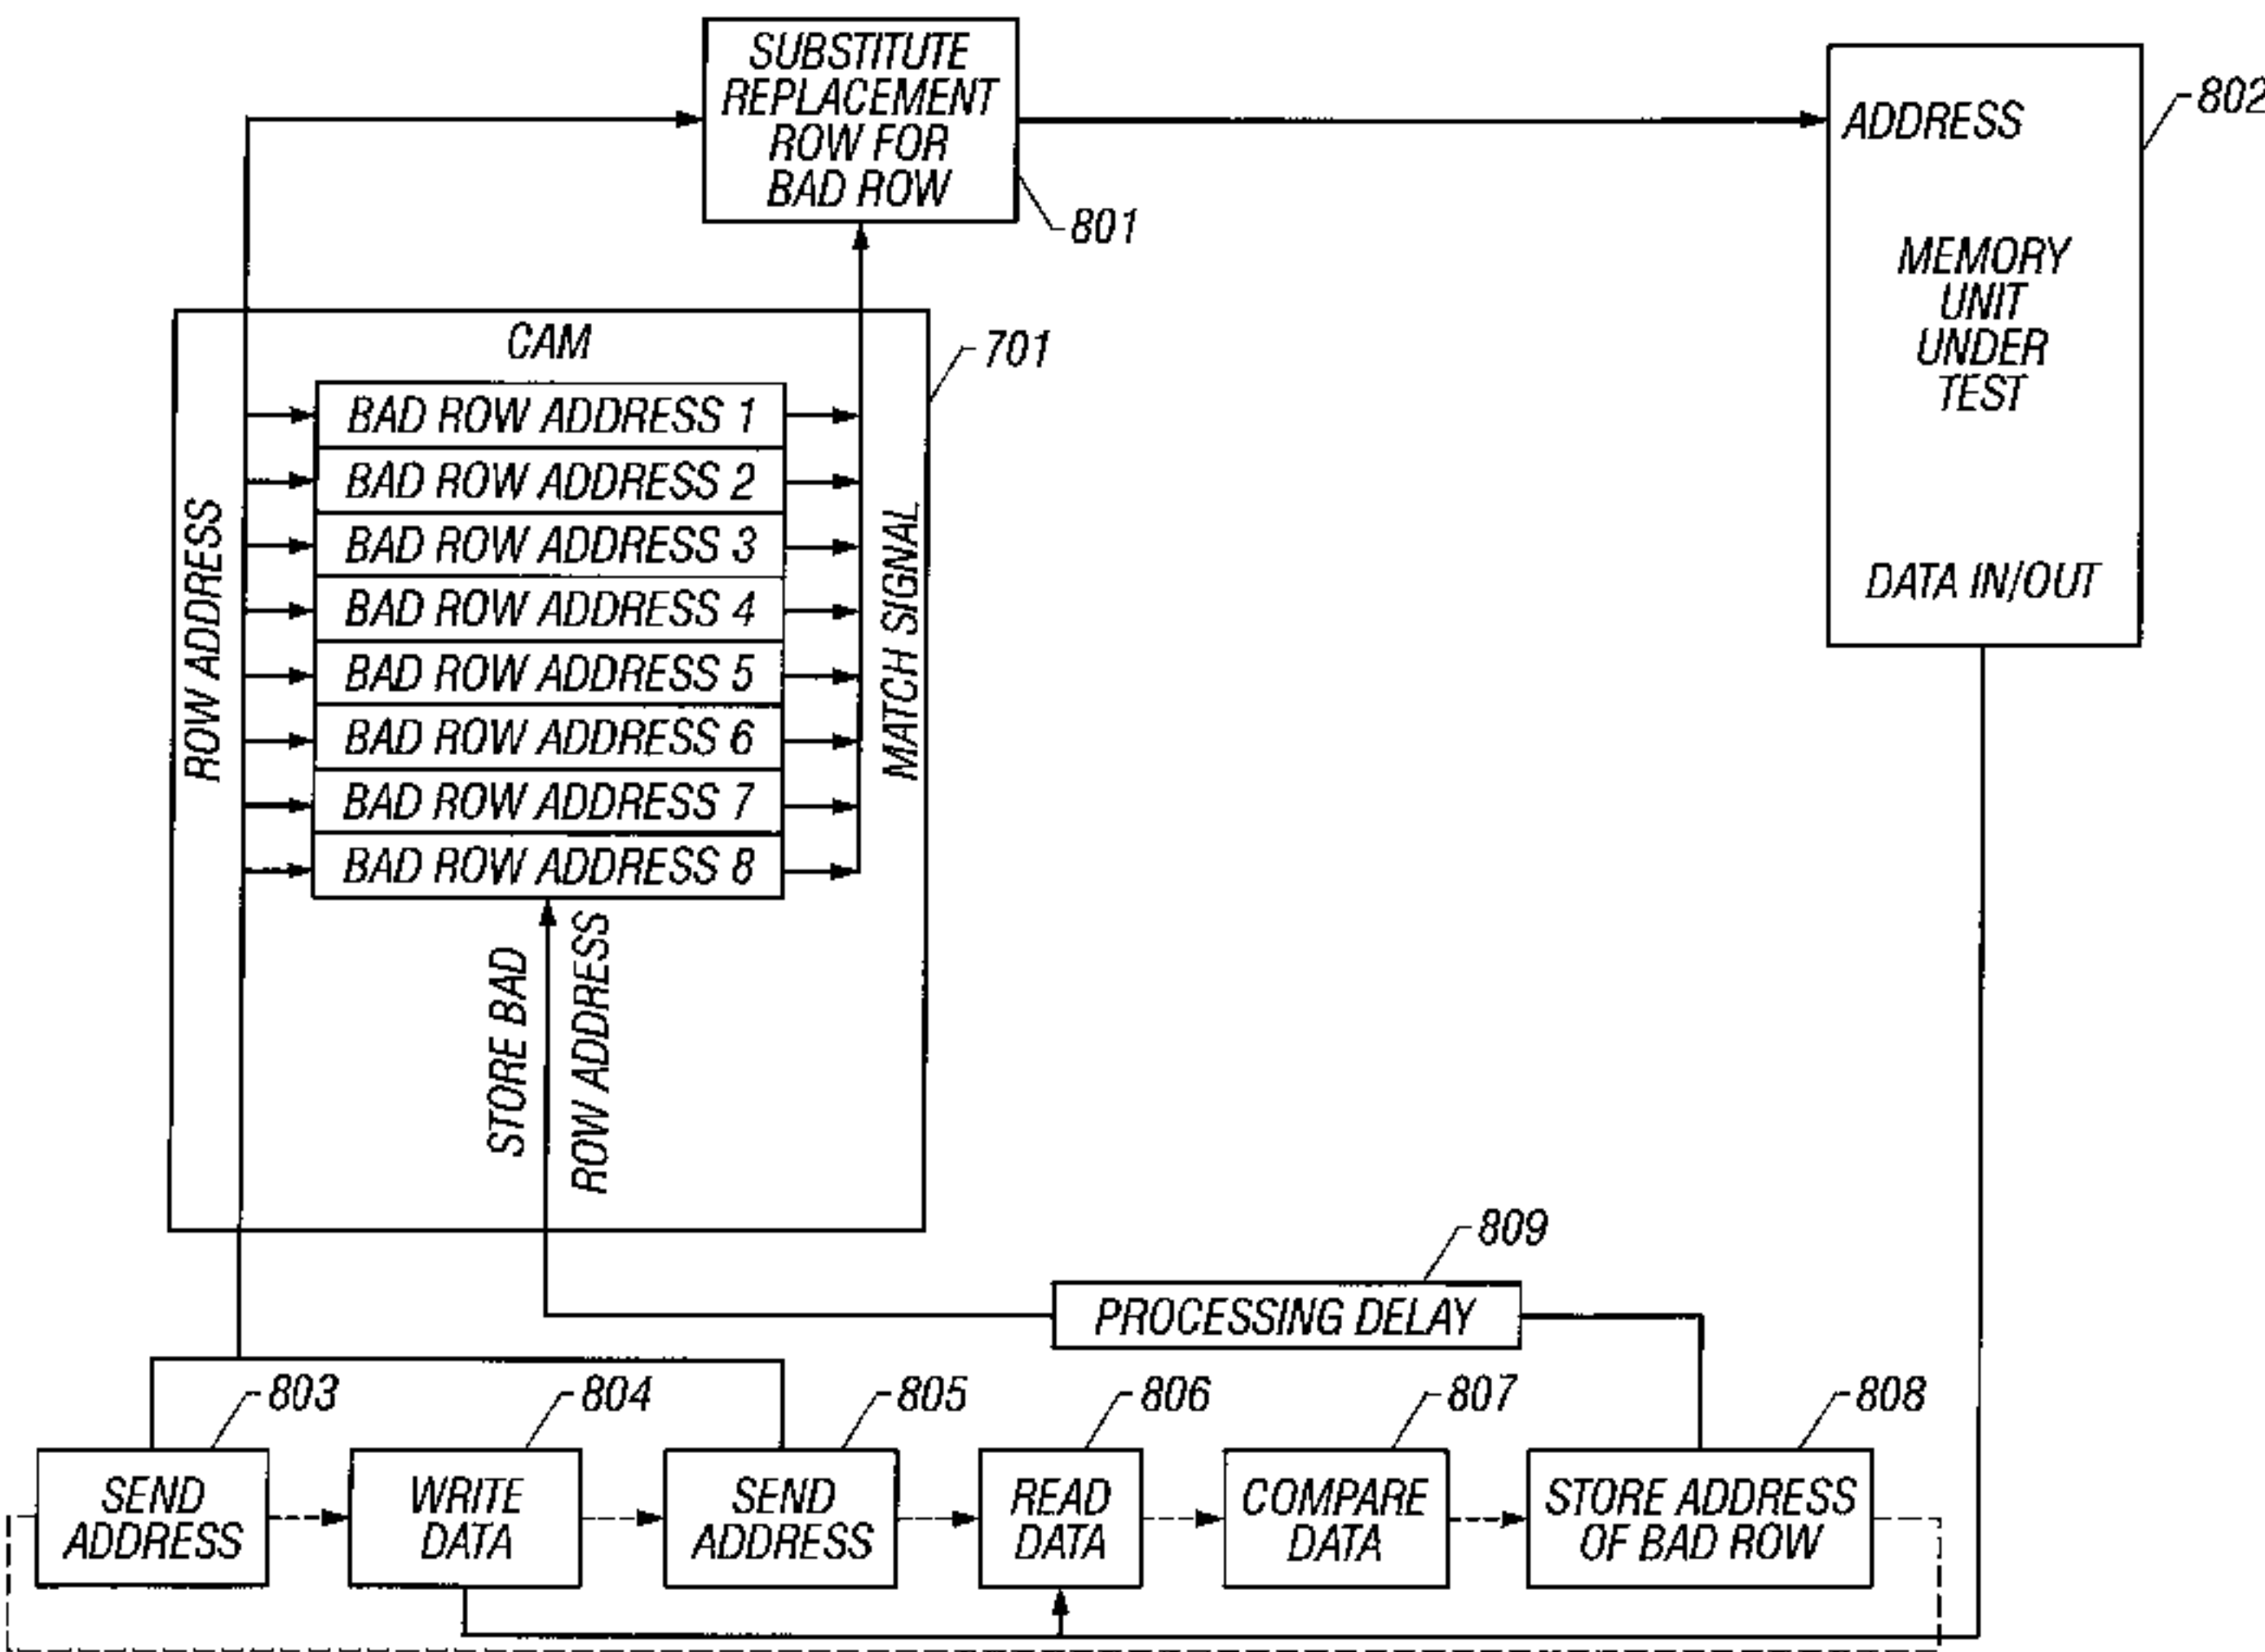 SUBSTITUTE
REPLACEMENT
ROW FOR
BAD ROW
801
ADDRESS
802
MEMORY
UNIT
UNDER
TEST
DATA IN/OUT
CAM
701
ROW ADDRESS
BAD ROW ADDRESS 1
BAD ROW ADDRESS 2
BAD ROW ADDRESS 3
BAD ROW ADDRESS 4
BAD ROW ADDRESS 5
BAD ROW ADDRESS 6
BAD ROW ADDRESS 7
BAD ROW ADDRESS 8
MATCH SIGNAL
STORE BAD
ROW ADDRESS
809
PROCESSING DELAY
803
SEND
ADDRESS
804
WRITE
DATA
805
SEND
ADDRESS
806
READ
DATA
807
COMPARE
DATA
808
STORE ADDRESS
OF BAD ROW